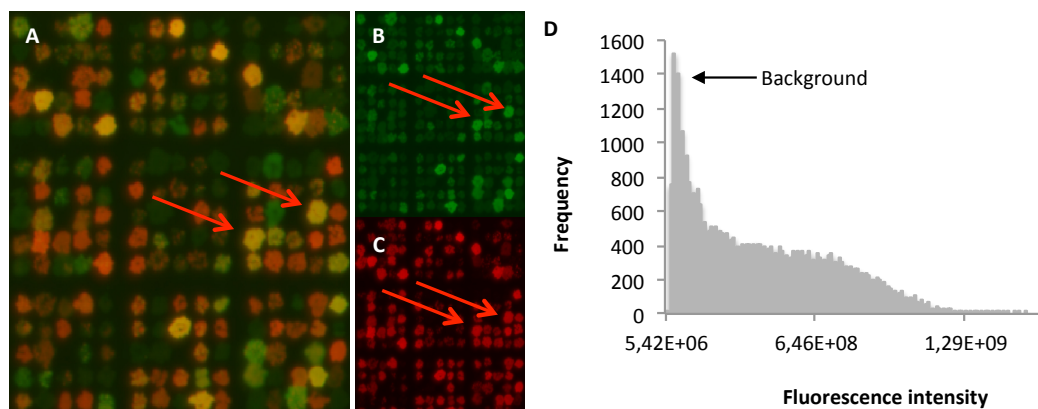 A
B
C
D
1600
1400
1200
1000
800
600
400
200
0
Background
Frequency
5,42E+06 6,46E+08 1,29E+09
Fluorescence intensity